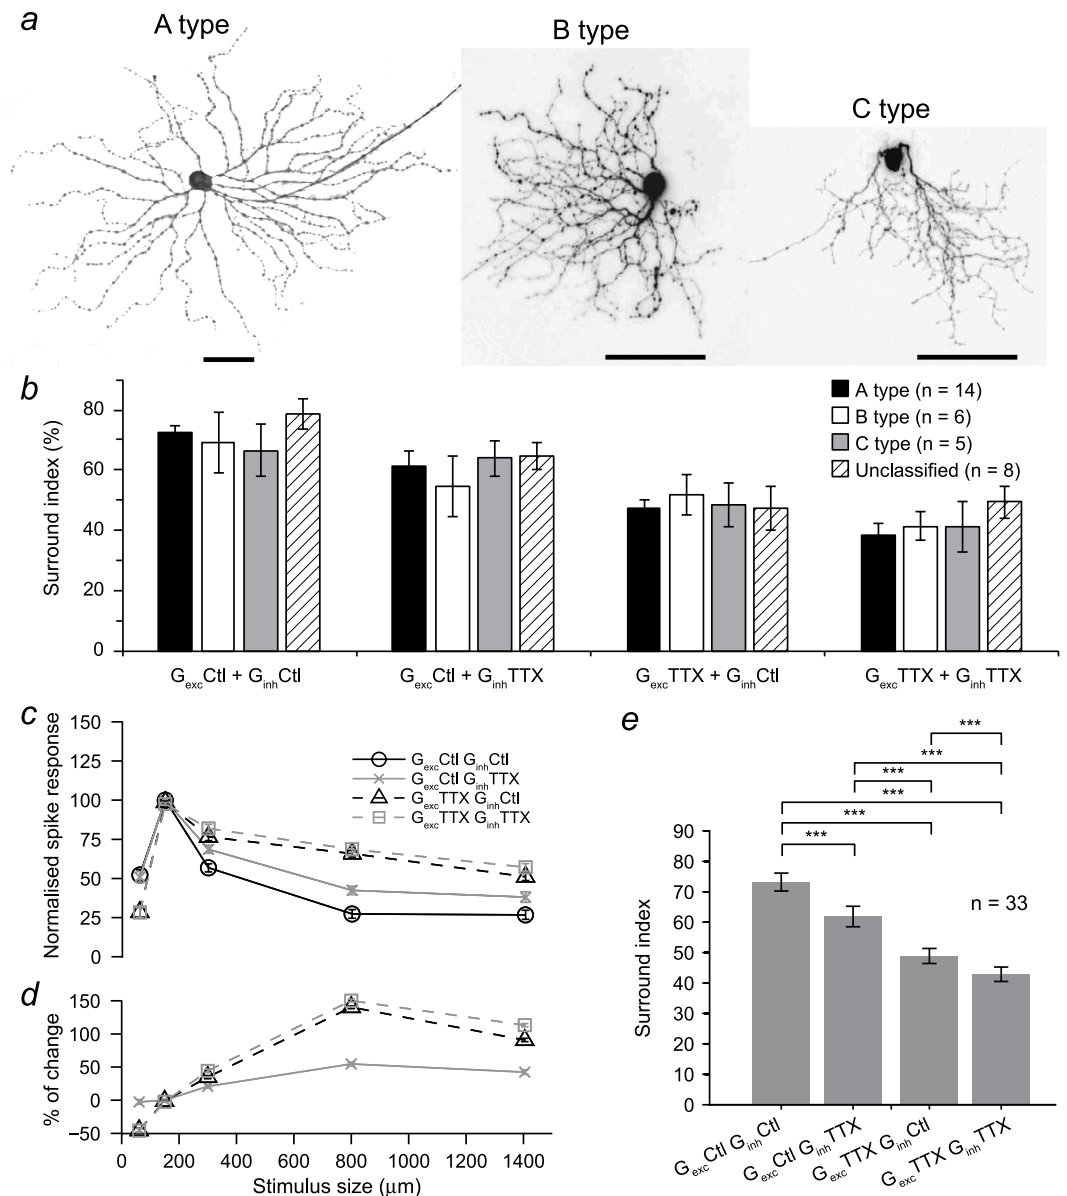 a
A type
B type
C type
b
Surround index (%)
80
60
40
20
0
A type (n = 14)
B type (n = 6)
C type (n = 5)
Unclassified (n = 8)
GexcCtl + GinhCtl
GexcCtl + GinhTTX
GexcTTX + GinhCtl
GexcTTX + GinhTTX
c
Normalised spike response
150
125
100
75
50
25
0
GexcCtl GinhCtl
GexcCtl GinhTTX
GexcTTX GinhCtl
GexcTTX GinhTTX
d
% of change
150
100
50
0
–50
0 200 400 600 800 1000 1200 1400
Stimulus size (μm)
e
***
***
***
***
***
***
Surround index
90
80
70
60
50
40
30
20
10
0
n = 33
GexcCtl GinhCtl
GexcCtl GinhTTX
GexcTTX GinhCtl
GexcTTX GinhTTX